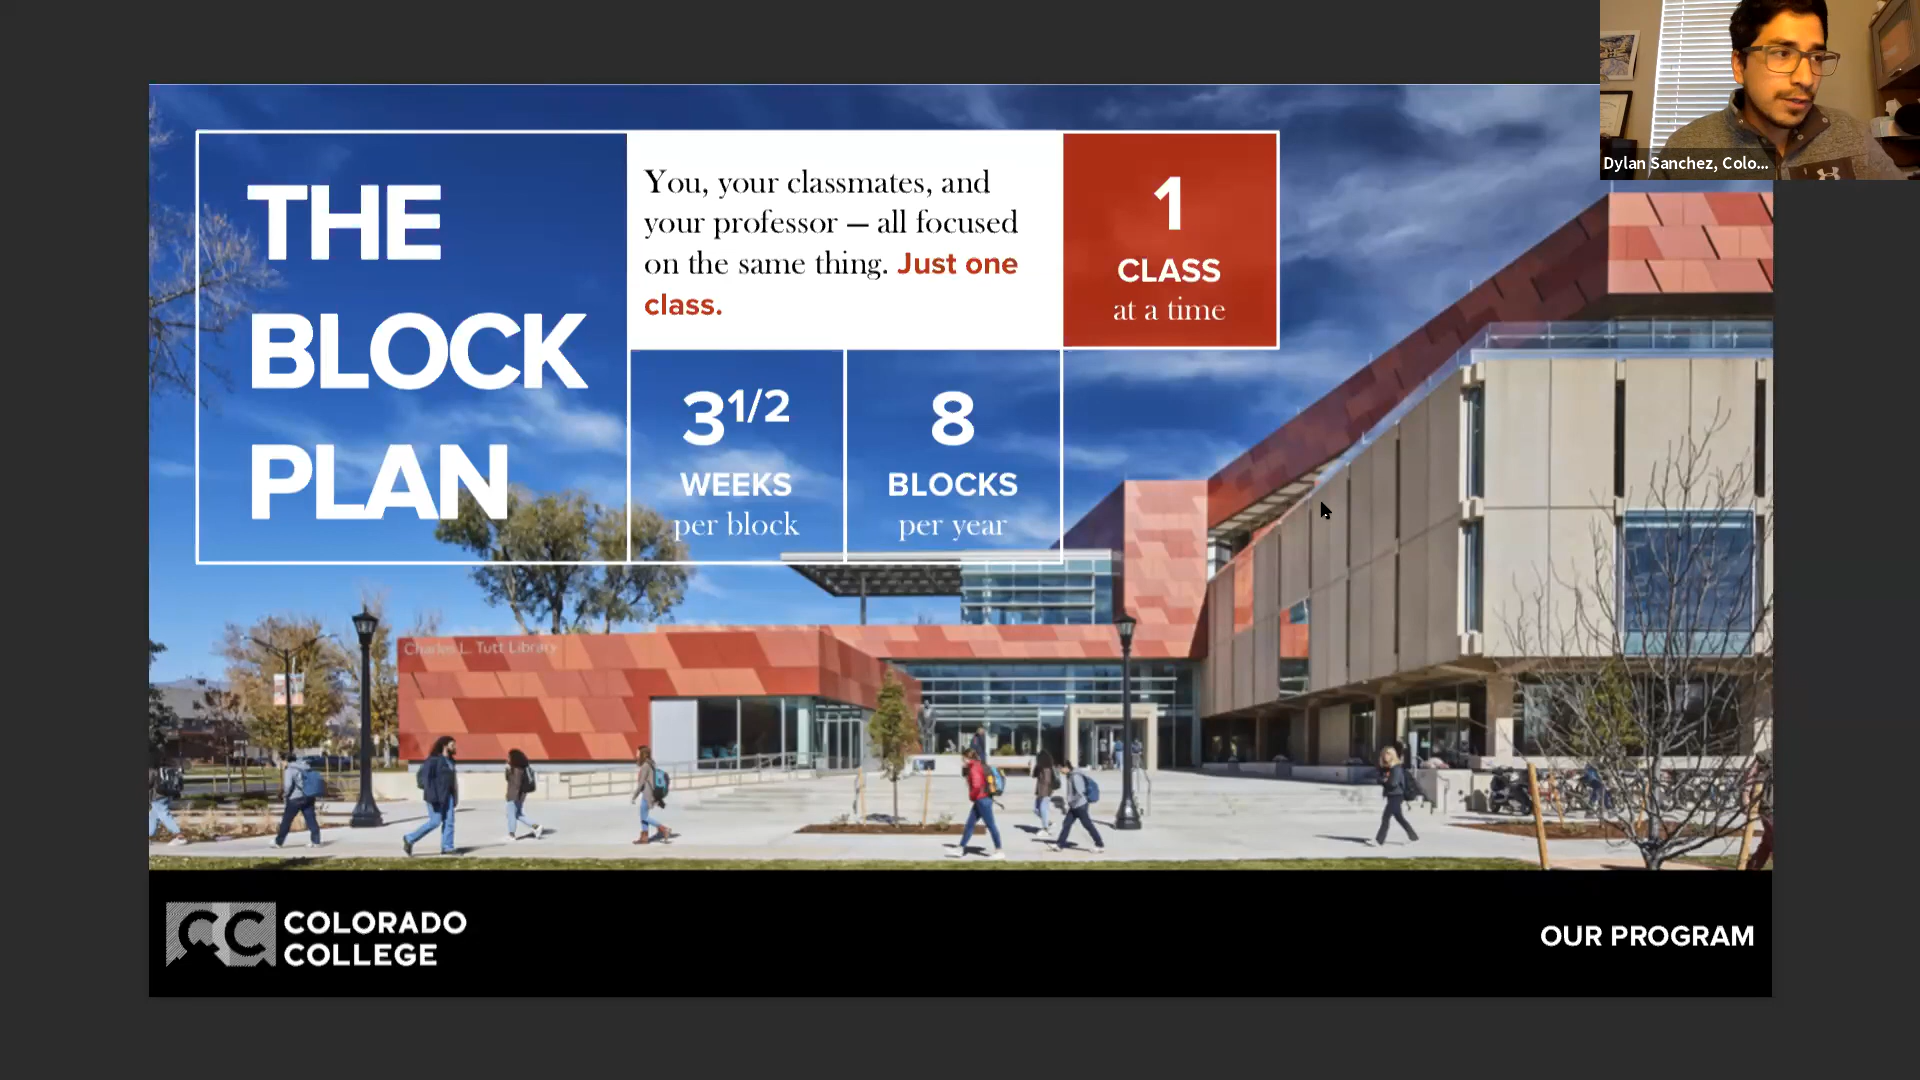 Dylan Sanchez, Colo...
THE
BLOCK
PLAN
You, your classmates, and
your professor — all focused
on the same thing. Just one
class.
1
CLASS
at a time
3 1/2
WEEKS
per block
8
BLOCKS
per year
Charles L. Tutt Library
CC
COLORADO
COLLEGE
OUR PROGRAM